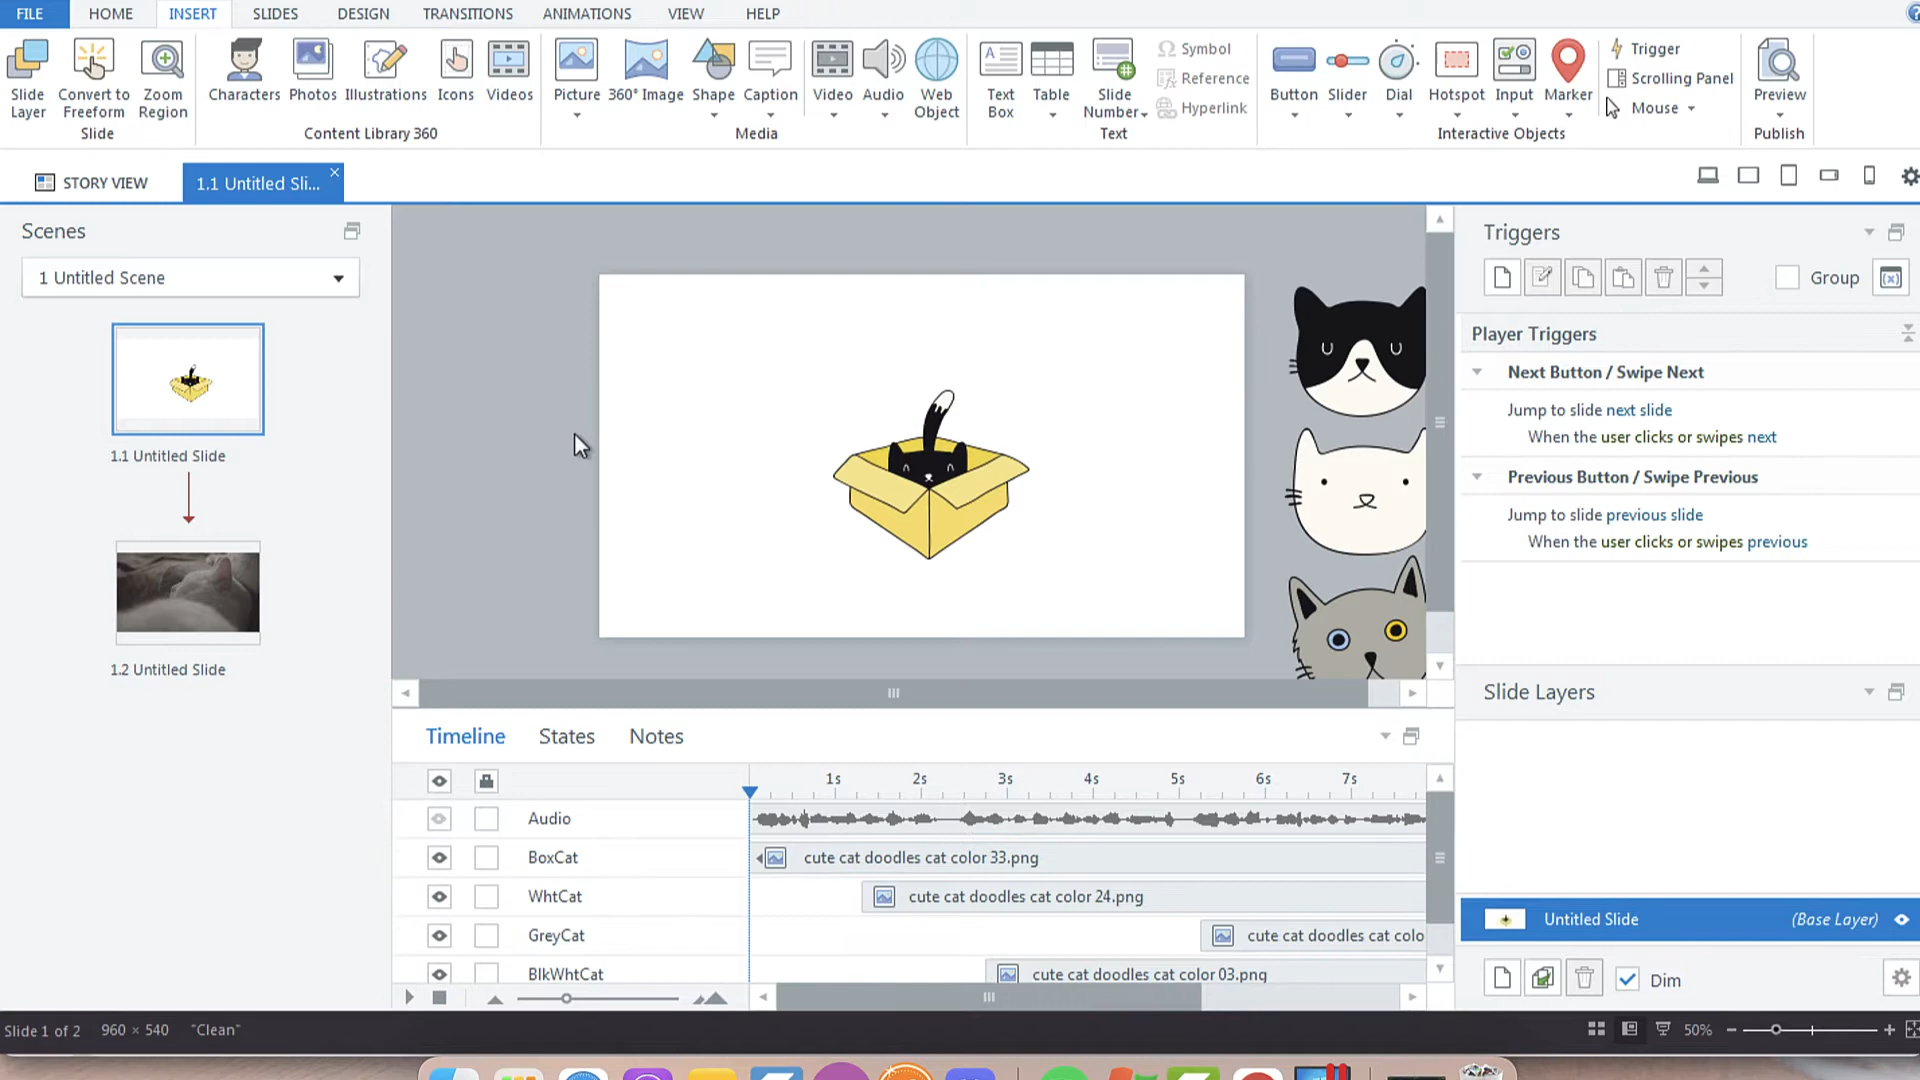 FILE HOME INSERT SLIDES DESIGN TRANSITIONS ANIMATIONS VIEW HELP
Slide Layer
Convert to Freeform
Zoom Region
Slide
Characters Photos Illustrations Icons Videos
Content Library 360
Picture 360° Image Shape Caption Video Audio Web Object
Media
Text Box
Table
Slide Number
Symbol
Reference
Hyperlink
Text
Button Slider Dial Hotspot Input Marker
Trigger
Scrolling Panel
Mouse
Interactive Objects
Preview
Publish
STORY VIEW
1.1 Untitled Sli...
Scenes
1 Untitled Scene
1.1 Untitled Slide
1.2 Untitled Slide
Triggers
Group
Player Triggers
Next Button / Swipe Next
Jump to slide next slide
When the user clicks or swipes next
Previous Button / Swipe Previous
Jump to slide previous slide
When the user clicks or swipes previous
Slide Layers
Untitled Slide (Base Layer)
Dim
Timeline States Notes
1s 2s 3s 4s 5s 6s 7s
Audio
BoxCat cute cat doodles cat color 33.png
WhtCat cute cat doodles cat color 24.png
GreyCat cute cat doodles cat colo
BlkWhtCat cute cat doodles cat color 03.png
Slide 1 of 2 960 × 540 "Clean" 50%